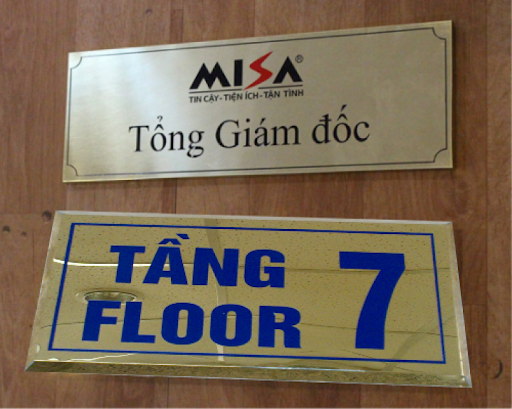 MISA®
TIN CẬY - TIỆN ÍCH - TẬN TÌNH
Tổng Giám đốc
TẦNG
FLOOR
7